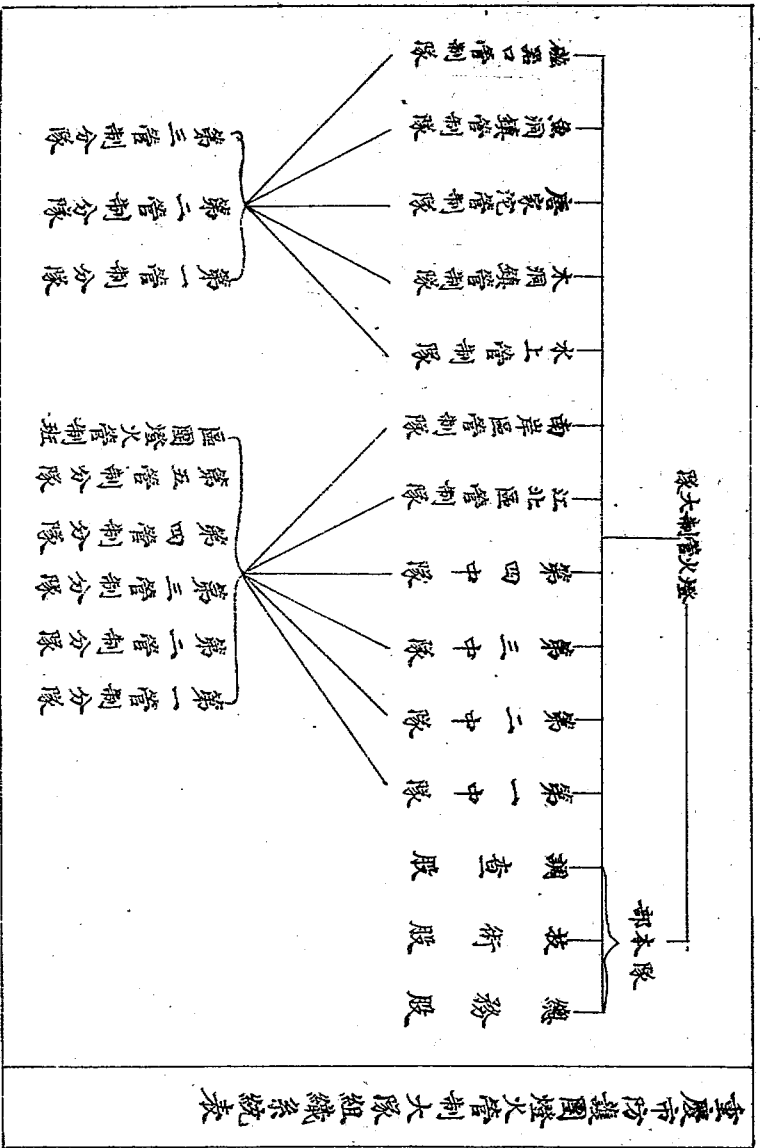 重慶市防護團燈火管制大隊組織系統表
燈火管制大隊
隊本部
總務股
技術股
調查股
第一中隊
第二中隊
第三中隊
第四中隊
江北區管制隊
南岸區管制隊
水上管制隊
木洞鎮管制隊
唐家沱管制隊
魚洞鎮管制隊
磁器口管制隊
第一管制分隊
第二管制分隊
第三管制分隊
第四管制分隊
第五管制分隊
區團燈火管制班
第一管制分隊
第二管制分隊
第三管制分隊